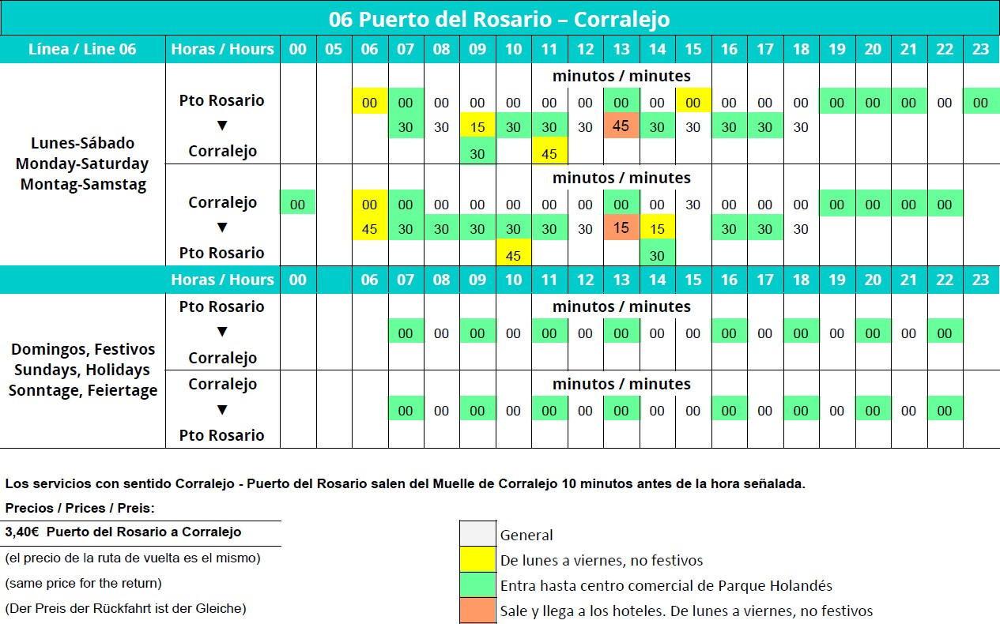 06 Puerto del Rosario – Corralejo
Línea / Line 06 Horas / Hours 00 05 06 07 08 09 10 11 12 13 14 15 16 17 18 19 20 21 22 23
minutos / minutes
Pto Rosario 00 00 00 00 00 00 00 00 00 00 00 00 00 00 00 00 00 00
▼ 30 30 15 30 30 30 45 30 30 30 30 30
Corralejo 30 45
Lunes-Sábado
Monday-Saturday
Montag-Samstag
minutos / minutes
Corralejo 00 00 00 00 00 00 00 00 00 00 30 00 00 00 00 00 00 00
▼ 45 30 30 30 30 30 30 15 15 30 30 30
Pto Rosario 45 30
Horas / Hours 00 06 07 08 09 10 11 12 13 14 15 16 17 18 19 20 21 22 23
Pto Rosario minutos / minutes
▼ 00 00 00 00 00 00 00 00 00 00 00 00 00 00 00 00
Corralejo
Domingos, Festivos
Sundays, Holidays
Sonntage, Feiertage
Corralejo minutos / minutes
▼ 00 00 00 00 00 00 00 00 00 00 00 00 00 00 00 00
Pto Rosario
Los servicios con sentido Corralejo - Puerto del Rosario salen del Muelle de Corralejo 10 minutos antes de la hora señalada.
Precios / Prices / Preis:
3,40€ Puerto del Rosario a Corralejo
(el precio de la ruta de vuelta es el mismo)
(same price for the return)
(Der Preis der Rückfahrt ist der Gleiche)
General
De lunes a viernes, no festivos
Entra hasta centro comercial de Parque Holandés
Sale y llega a los hoteles. De lunes a viernes, no festivos